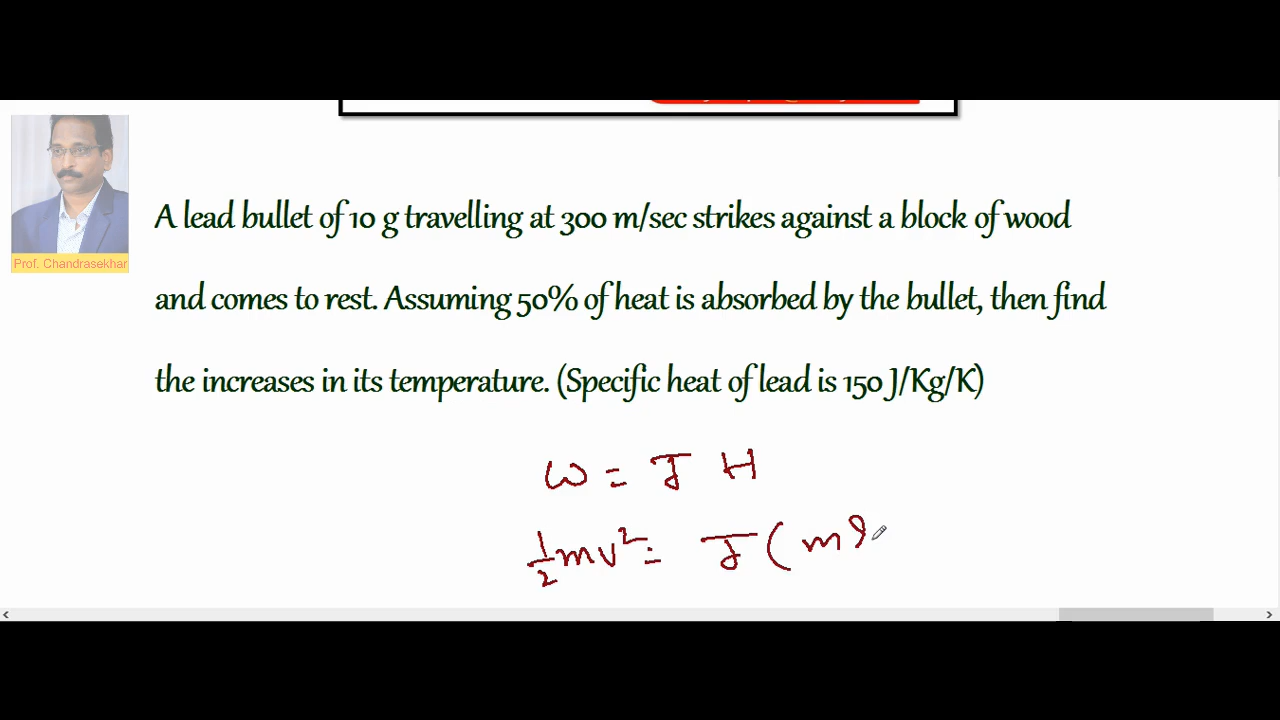 Prof. Chandrasekhar
A lead bullet of 10 g travelling at 300 m/sec strikes against a block of wood
and comes to rest. Assuming 50% of heat is absorbed by the bullet, then find
the increases in its temperature. (Specific heat of lead is 150 J/Kg/K)
W = J H
½mv² = J ( m